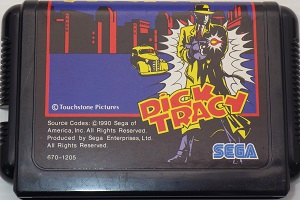 © Touchstone Pictures
DICK
TRACY
Source Codes: ©1990 Sega of
America, Inc. All Rights Reserved.
Produced by Sega Enterprises, Ltd.
All Rights Reserved.
670-1205
SEGA